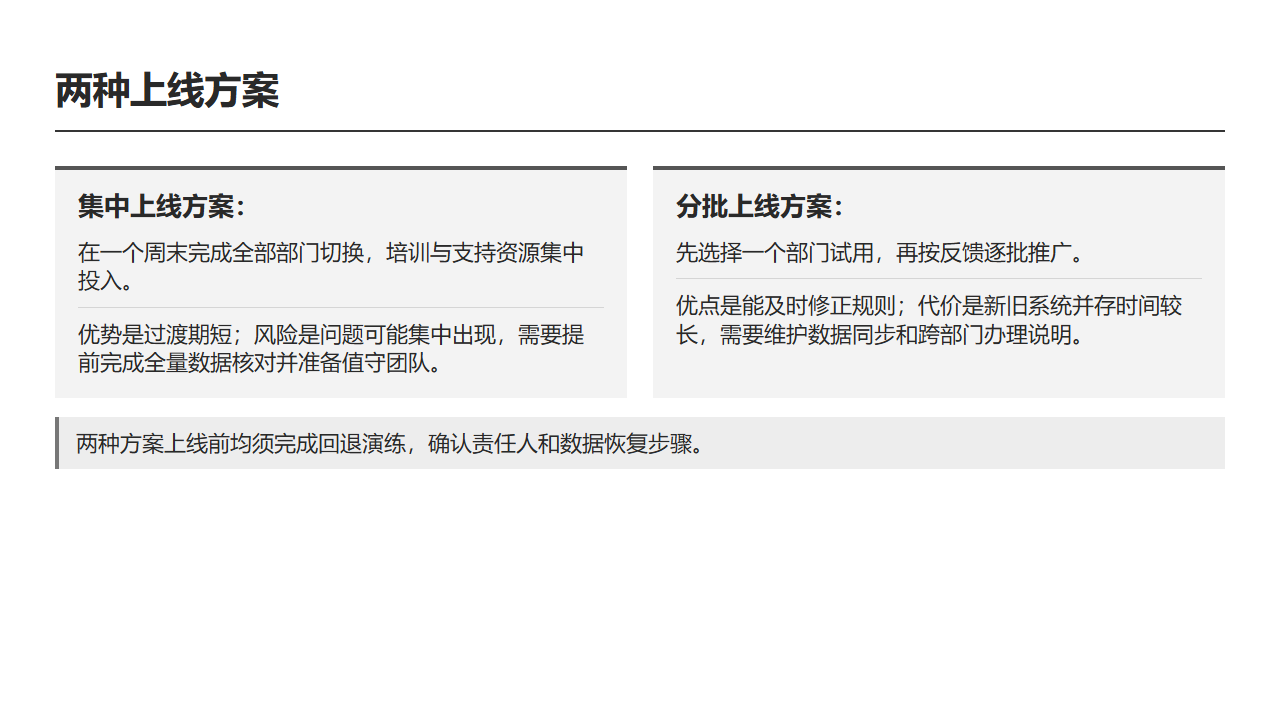 两种上线方案
集中上线方案：
在一个周末完成全部部门切换，培训与支持资源集中
投入。
优势是过渡期短；风险是问题可能集中出现，需要提
前完成全量数据核对并准备值守团队。
分批上线方案：
先选择一个部门试用，再按反馈逐批推广。
优点是能及时修正规则；代价是新旧系统并存时间较
长，需要维护数据同步和跨部门办理说明。
两种方案上线前均须完成回退演练，确认责任人和数据恢复步骤。